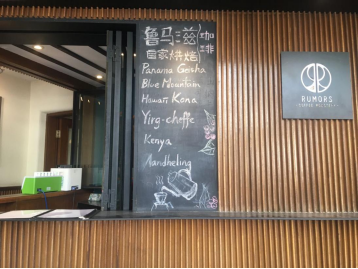 鲁马滋咖啡
自家烘焙
Panama Geisha
Blue Mountain
Hawaii Kona
Yirg-cheffe
Kenya
Mandheling
RUMORS